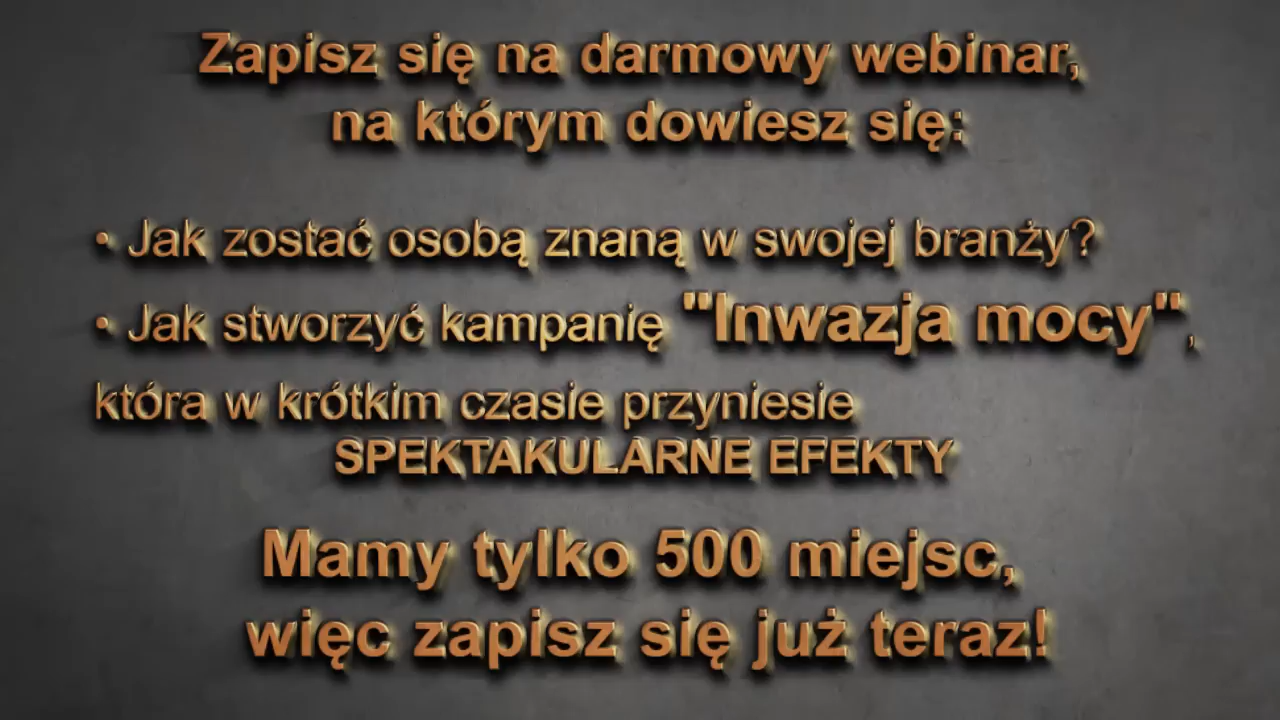 Zapisz się na darmowy webinar,
na którym dowiesz się:
• Jak zostać osobą znaną w swojej branży?
• Jak stworzyć kampanię "Inwazja mocy",
która w krótkim czasie przyniesie
SPEKTAKULARNE EFEKTY
Mamy tylko 500 miejsc,
więc zapisz się już teraz!